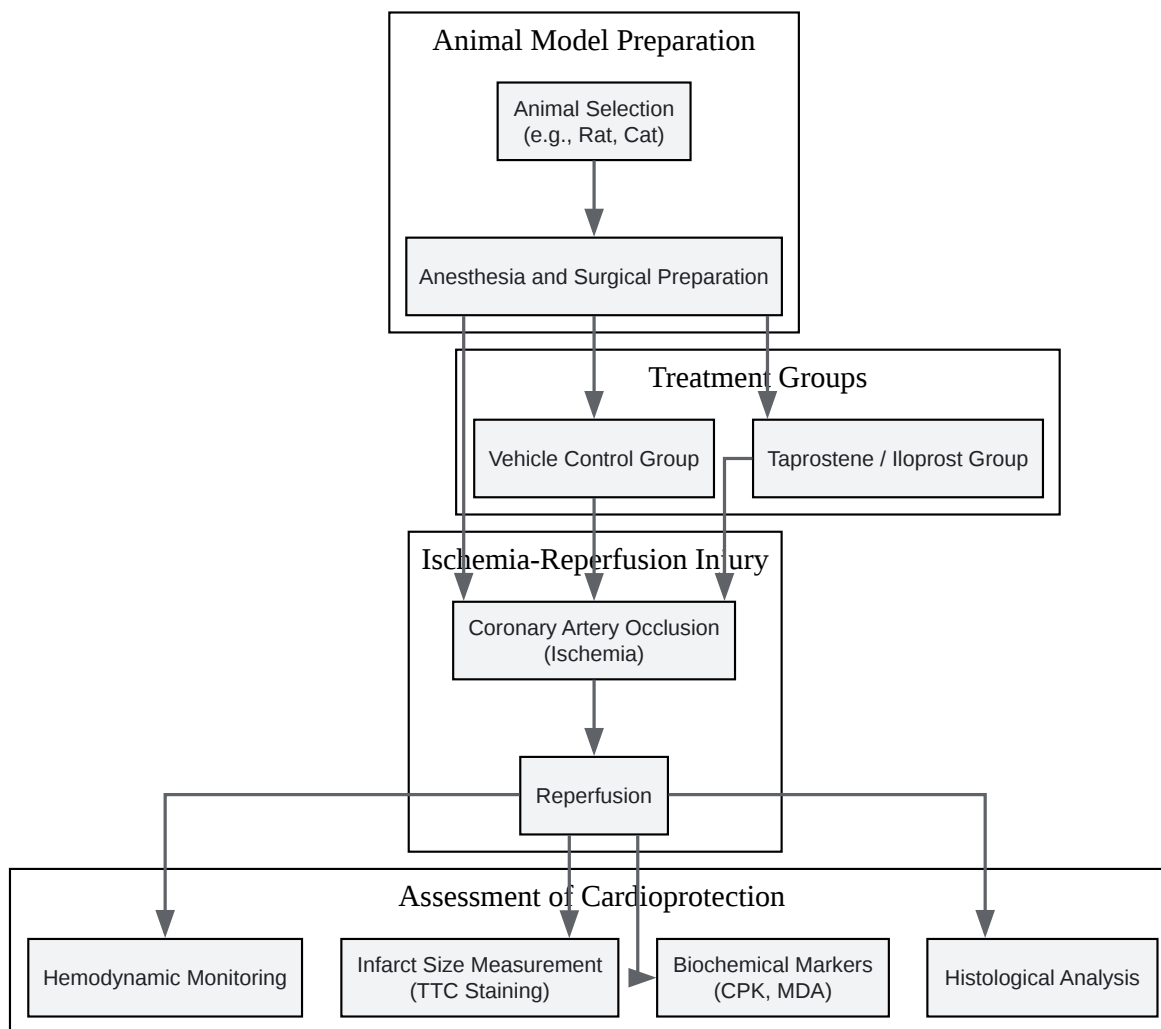 Animal Model Preparation
Animal Selection
(e.g., Rat, Cat)
Anesthesia and Surgical Preparation
Treatment Groups
Vehicle Control Group
Taprostene / Iloprost Group
Ischemia-Reperfusion Injury
Coronary Artery Occlusion
(Ischemia)
Reperfusion
Assessment of Cardioprotection
Hemodynamic Monitoring
Infarct Size Measurement
(TTC Staining)
Biochemical Markers
(CPK, MDA)
Histological Analysis